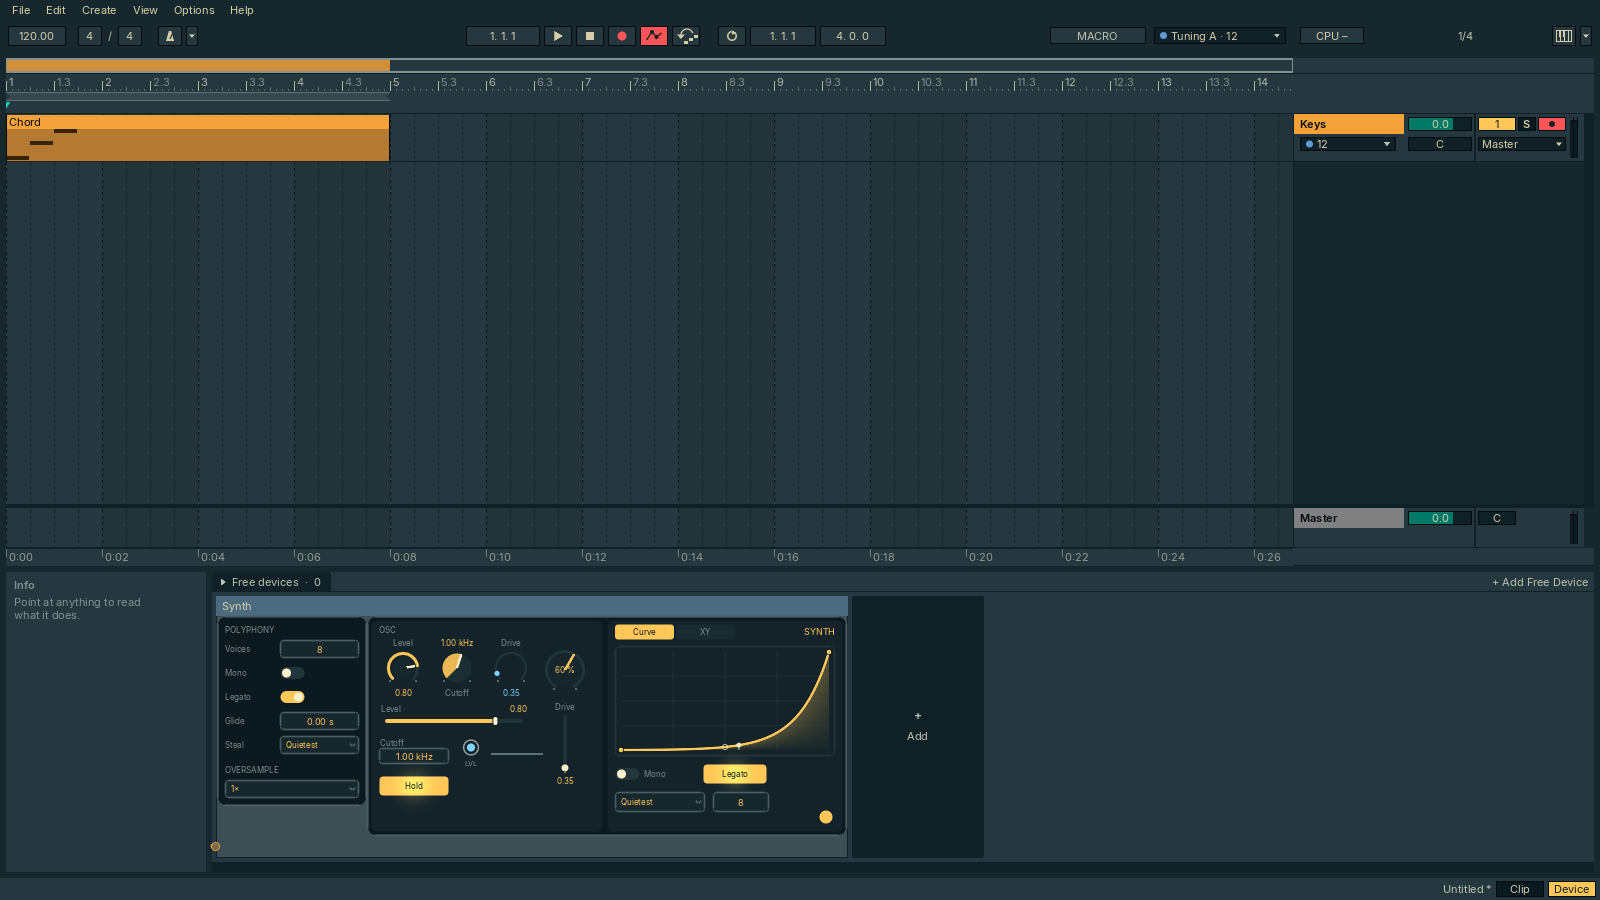 File Edit Create View Options Help
120.00 4 / 4 1. 1. 1 1. 1. 1 4. 0. 0 MACRO Tuning A · 12 CPU – 1/4
1 1.3 2 2.3 3 3.3 4 4.3 5 5.3 6 6.3 7 7.3 8 8.3 9 9.3 10 10.3 11 11.3 12 12.3 13 13.3 14
Chord
Keys 0.0 1 S
12 C Master
Master 0.0 C
0:00 0:02 0:04 0:06 0:08 0:10 0:12 0:14 0:16 0:18 0:20 0:22 0:24 0:26
Info
Point at anything to read
what it does.
Free devices · 0
+ Add Free Device
Synth
POLYPHONY
Voices 8
Mono
Legato
Glide 0.00 s
Steal Quietest
OVERSAMPLE
1×
OSC
Level 1.00 kHz Drive
60 %
0.80 Cutoff 0.35
Level 0.80 Drive
Cutoff
1.00 kHz
LVL
Hold
0.35
Curve XY SYNTH
Mono Legato
Quietest 8
+
Add
Untitled * Clip Device